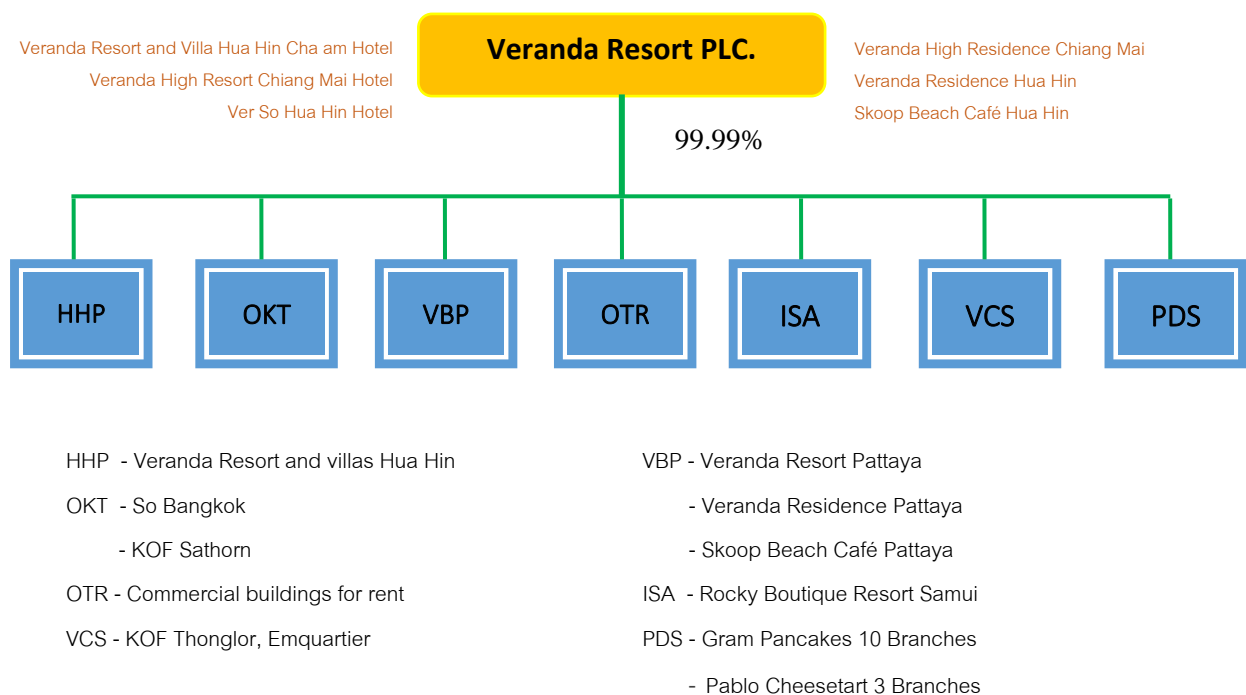 Veranda Resort PLC.
Veranda Resort and Villa Hua Hin Cha am Hotel
Veranda High Resort Chiang Mai Hotel
Ver So Hua Hin Hotel
Veranda High Residence Chiang Mai
Veranda Residence Hua Hin
Skoop Beach Café Hua Hin
99.99%
HHP
OKT
VBP
OTR
ISA
VCS
PDS
HHP - Veranda Resort and villas Hua Hin
OKT - So Bangkok
- KOF Sathorn
OTR - Commercial buildings for rent
VCS - KOF Thonglor, Emquartier
VBP - Veranda Resort Pattaya
- Veranda Residence Pattaya
- Skoop Beach Café Pattaya
ISA - Rocky Boutique Resort Samui
PDS - Gram Pancakes 10 Branches
- Pablo Cheesetart 3 Branches